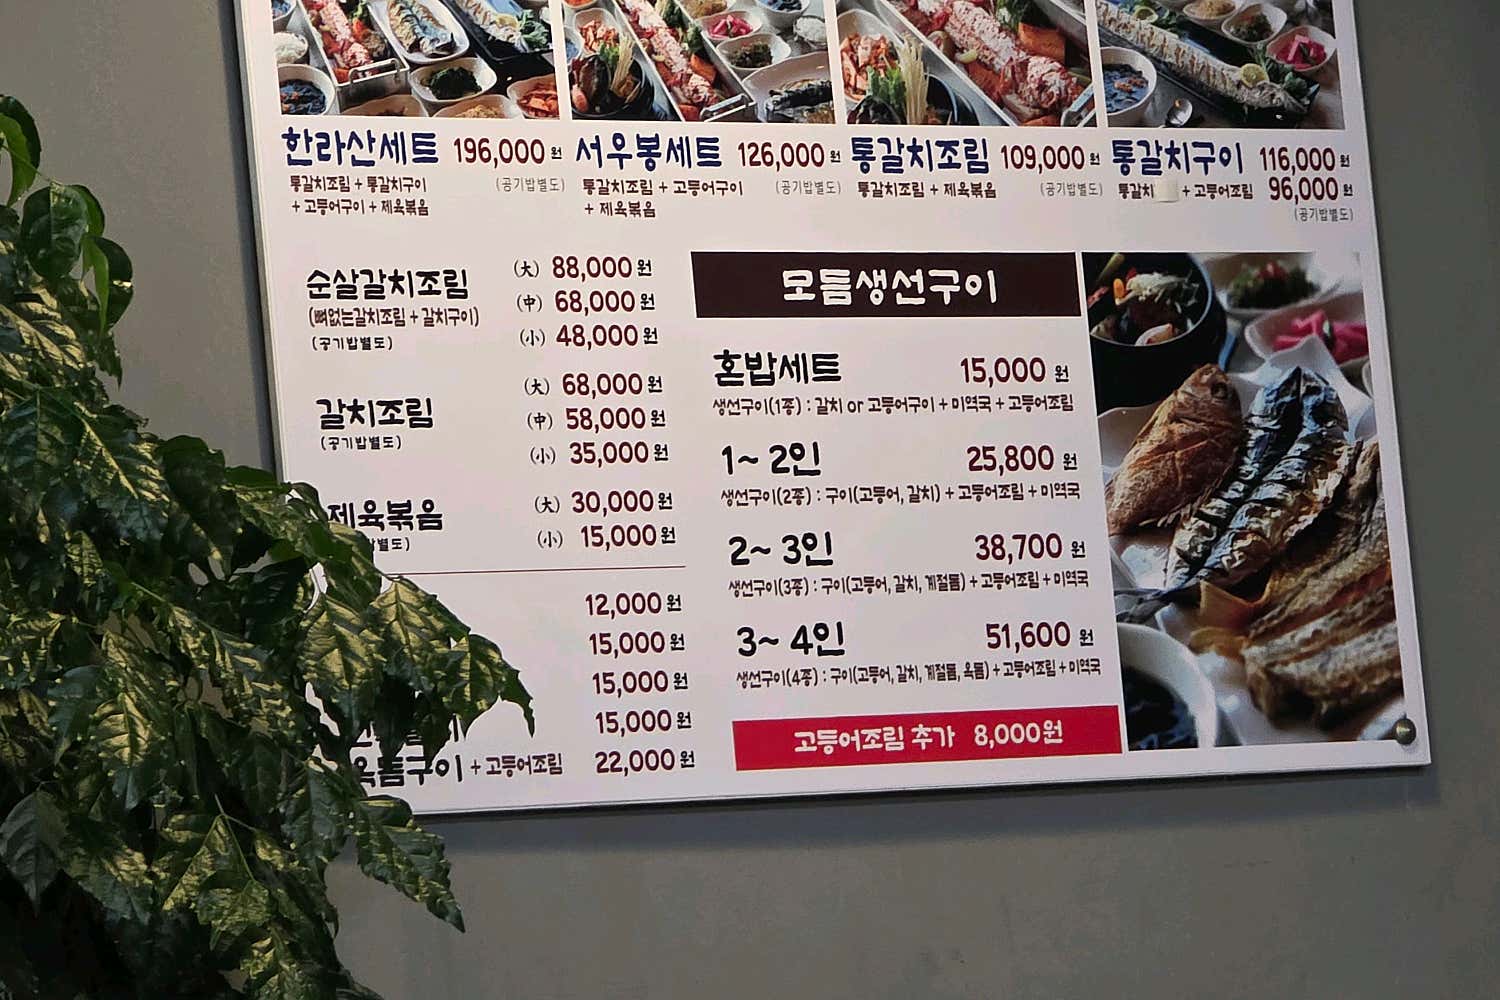 한라산세트 196,000원
통갈치조림 + 통갈치구이 (공기밥별도)
+ 고등어구이 + 제육볶음
서우봉세트 126,000원
통갈치조림 + 고등어구이 (공기밥별도)
+ 제육볶음
통갈치조림 109,000원
통갈치조림 + 제육볶음 (공기밥별도)
통갈치구이 116,000원
통갈치 + 고등어조림 96,000원
(공기밥별도)
순살갈치조림 (大) 88,000원
(뼈없는갈치조림 + 갈치구이) (中) 68,000원
(공기밥별도) (小) 48,000원
갈치조림 (大) 68,000원
(공기밥별도) (中) 58,000원
(小) 35,000원
제육볶음 (大) 30,000원
별도) (小) 15,000원
12,000원
15,000원
15,000원
15,000원
옥돔구이 + 고등어조림 22,000원
모듬생선구이
혼밥세트 15,000원
생선구이(1종) : 갈치 or 고등어구이 + 미역국 + 고등어조림
1~2인 25,800원
생선구이(2종) : 구이(고등어, 갈치) + 고등어조림 + 미역국
2~3인 38,700원
생선구이(3종) : 구이(고등어, 갈치, 계절돔) + 고등어조림 + 미역국
3~4인 51,600원
생선구이(4종) : 구이(고등어, 갈치, 계절돔, 옥돔) + 고등어조림 + 미역국
고등어조림 추가 8,000원